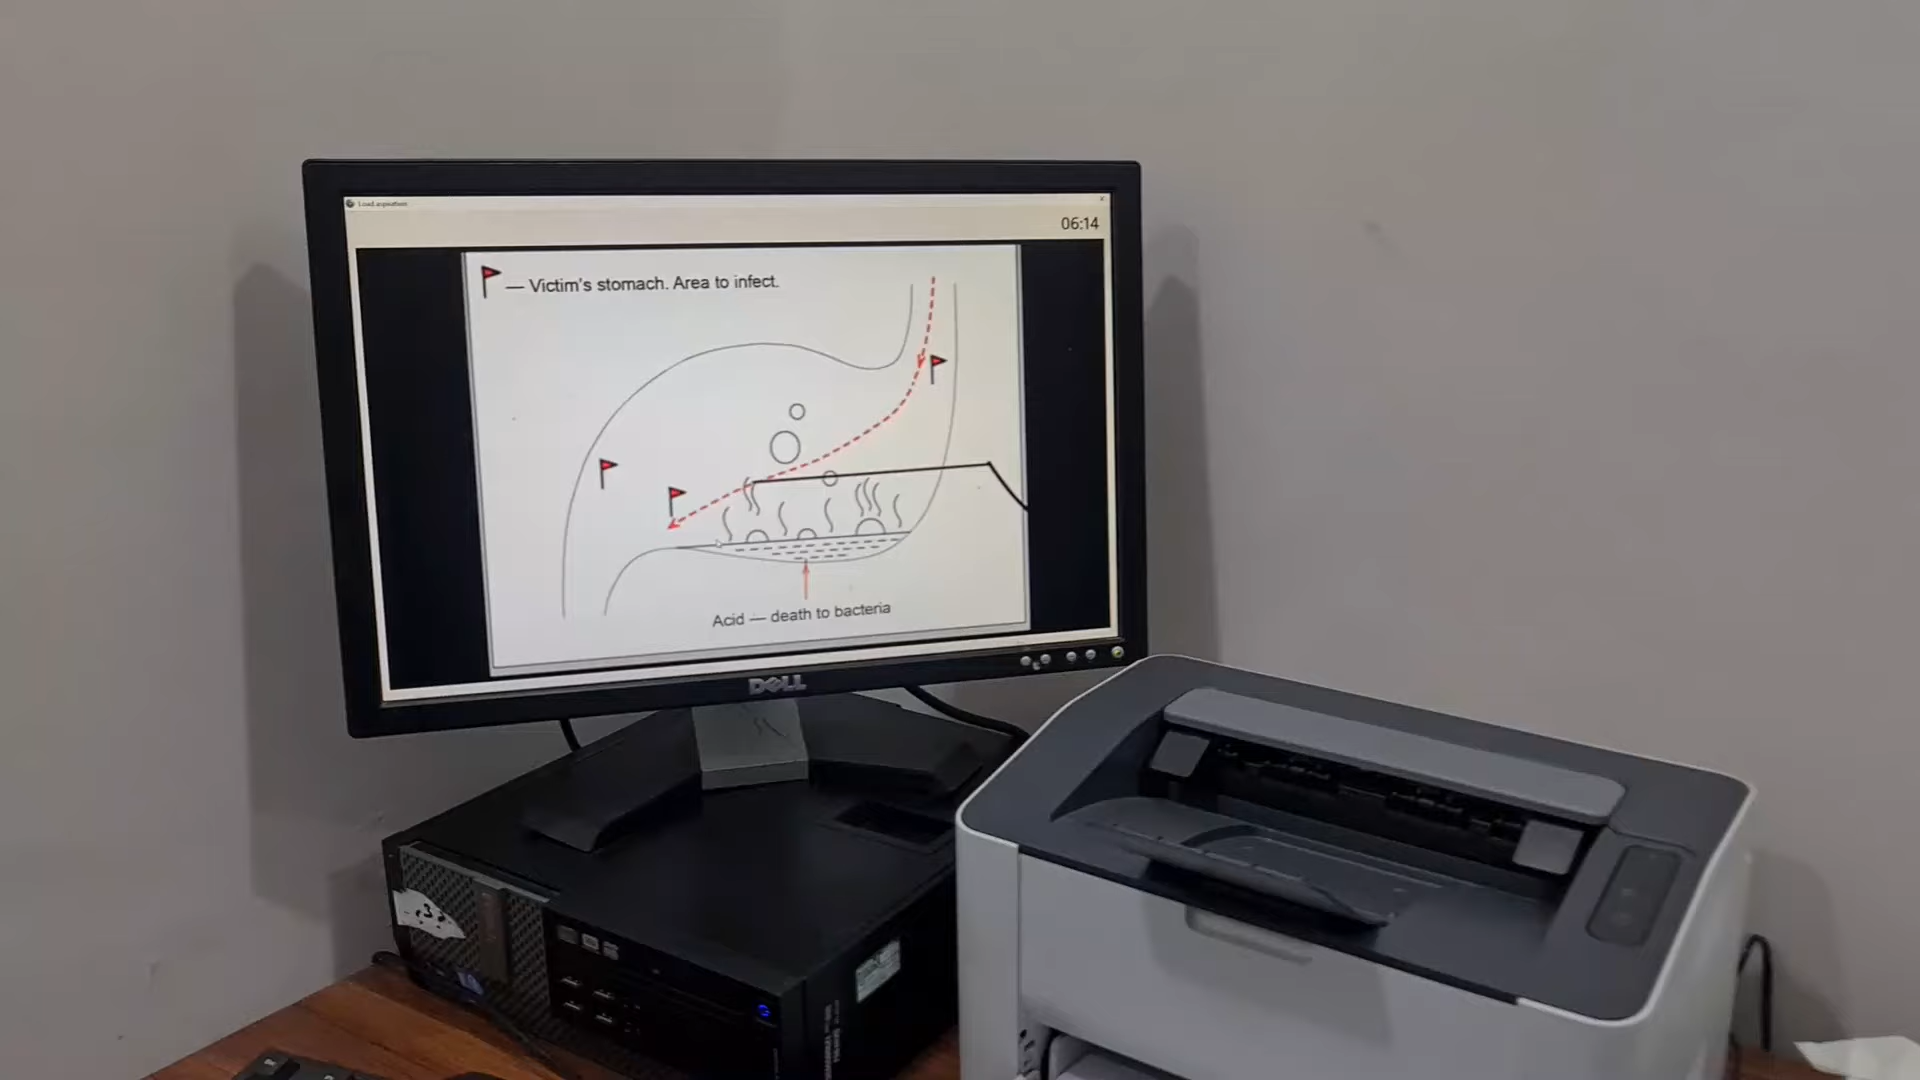 06:14
— Victim's stomach. Area to infect.
Acid — death to bacteria
DELL